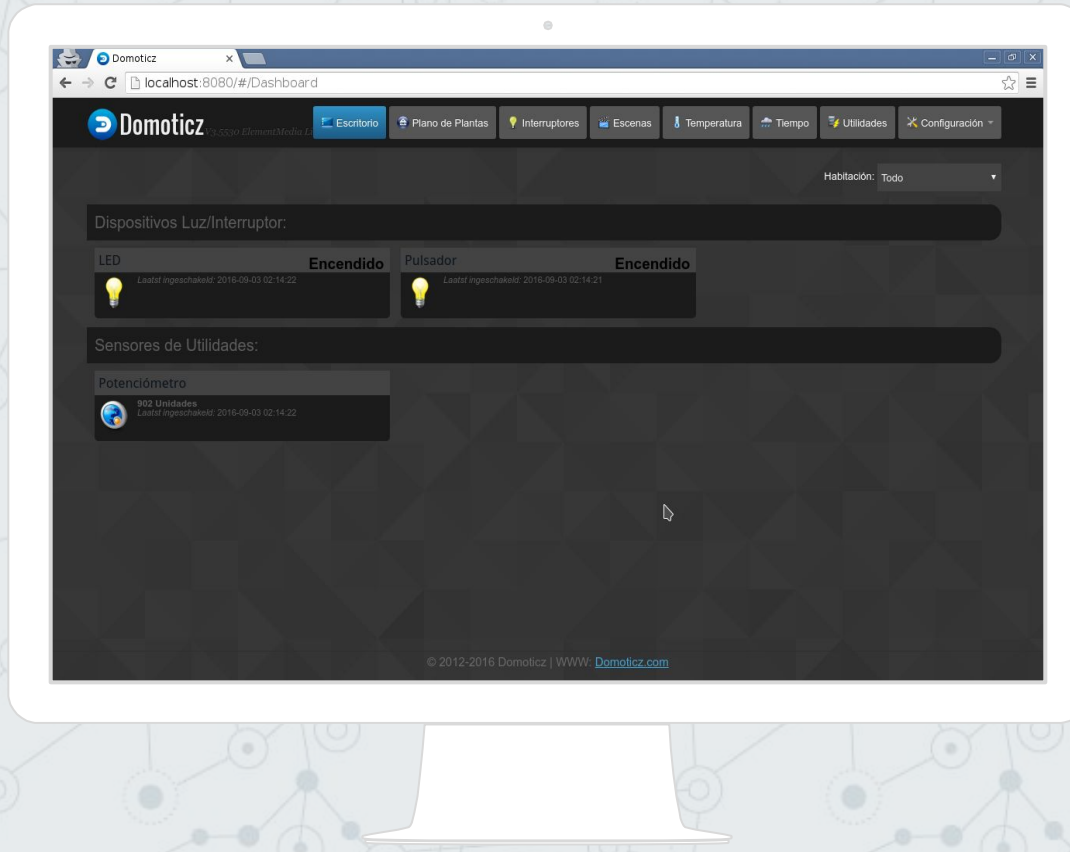 Domoticz
localhost:8080/#/Dashboard
Domoticz V3.5530 ElementMedia
Escritorio Plano de Plantas Interruptores Escenas Temperatura Tiempo Utilidades Configuración
Habitación: Todo
Dispositivos Luz/Interruptor:
LED Encendido
Laatst ingeschakeld: 2016-09-03 02:14:22
Pulsador Encendido
Laatst ingeschakeld: 2016-09-03 02:14:21
Sensores de Utilidades:
Potenciómetro
902 Unidades
Laatst ingeschakeld: 2016-09-03 02:14:22
© 2012-2016 Domoticz | WWW: Domoticz.com